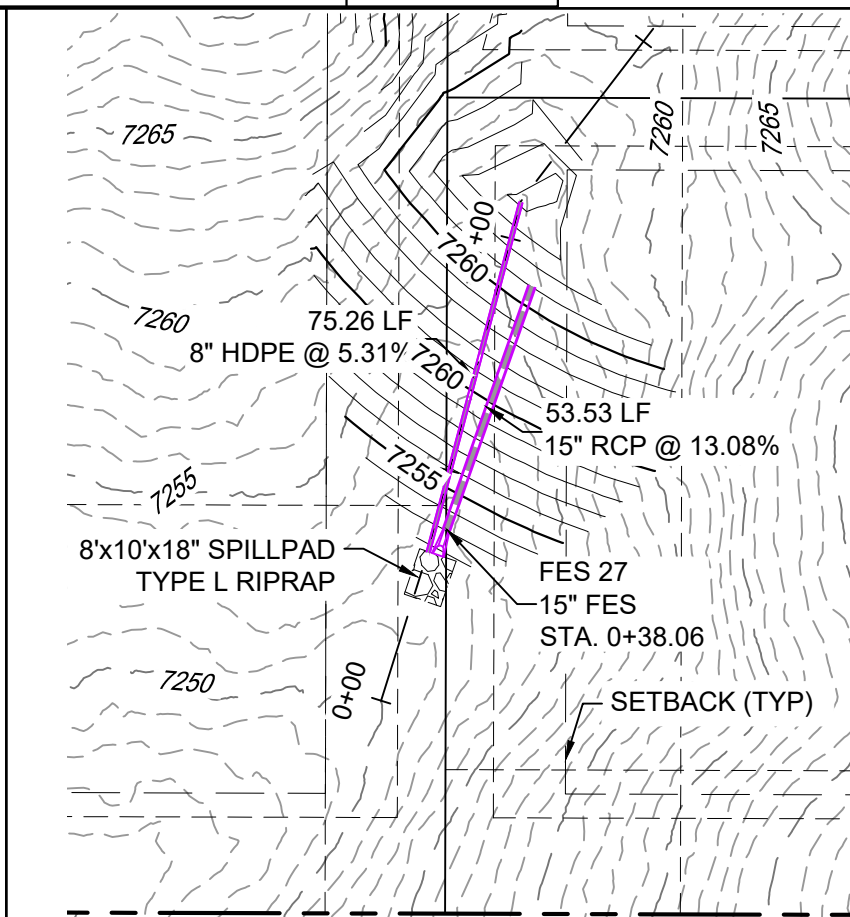 7265
7260
7265
+00
7260
7260
75.26 LF
8" HDPE @ 5.31%
7260
53.53 LF
15" RCP @ 13.08%
7255
7255
8'x10'x18" SPILLPAD
TYPE L RIPRAP
FES 27
15" FES
STA. 0+38.06
7250
0+00
SETBACK (TYP)